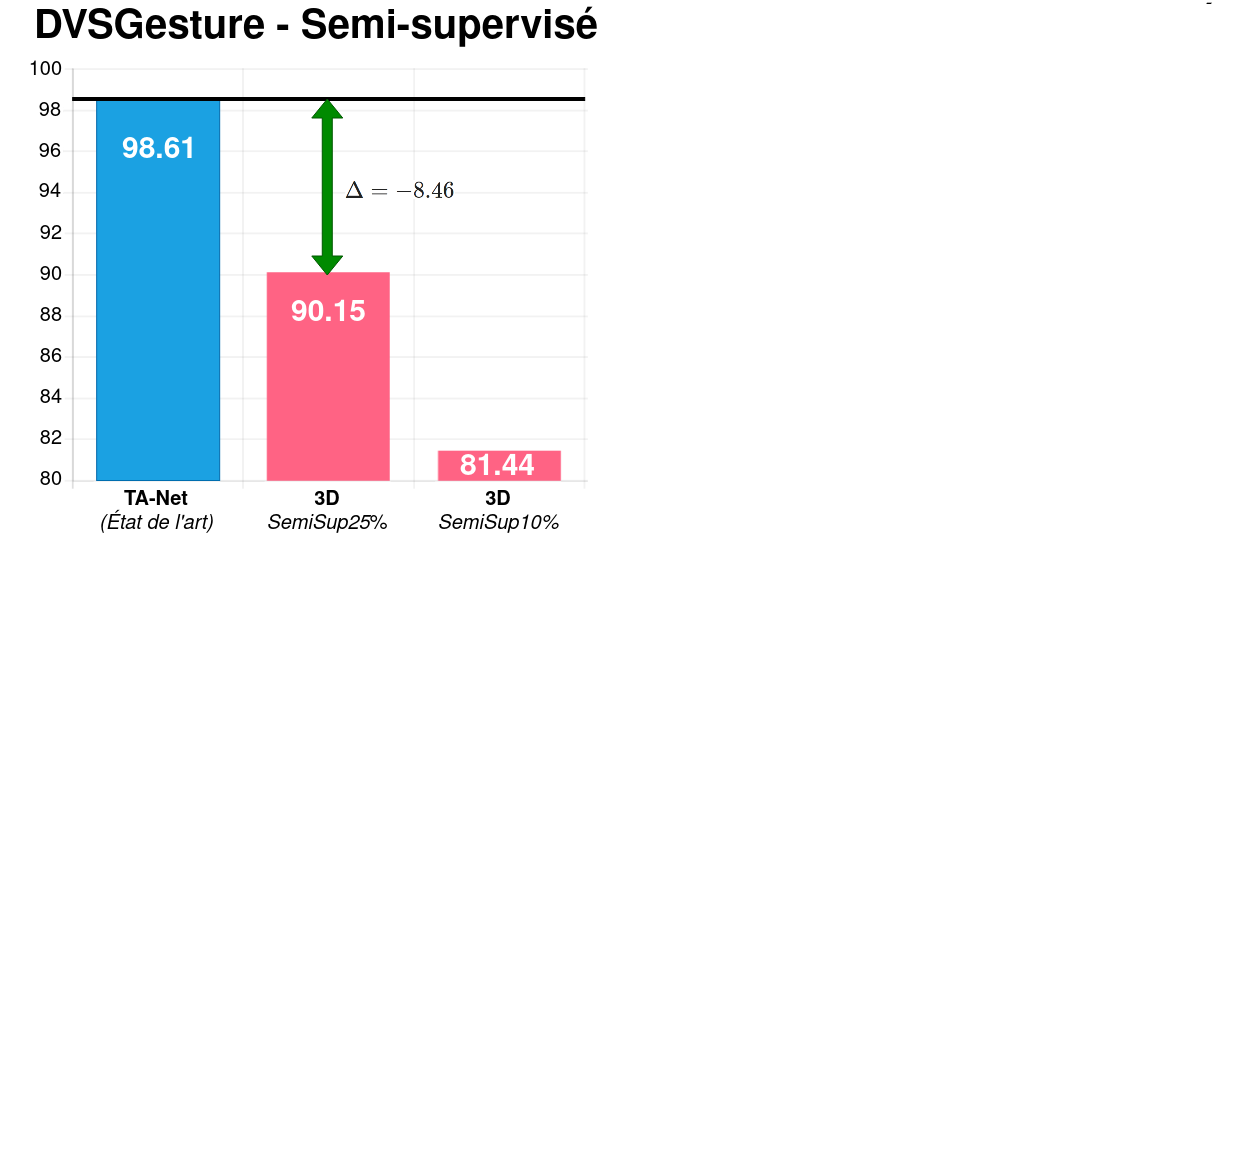 DVSGesture - Semi-supervisé
100
98
96
94
92
90
88
86
84
82
80
98.61
Δ = −8.46
90.15
81.44
TA-Net
(État de l'art)
3D
SemiSup25%
3D
SemiSup10%
-